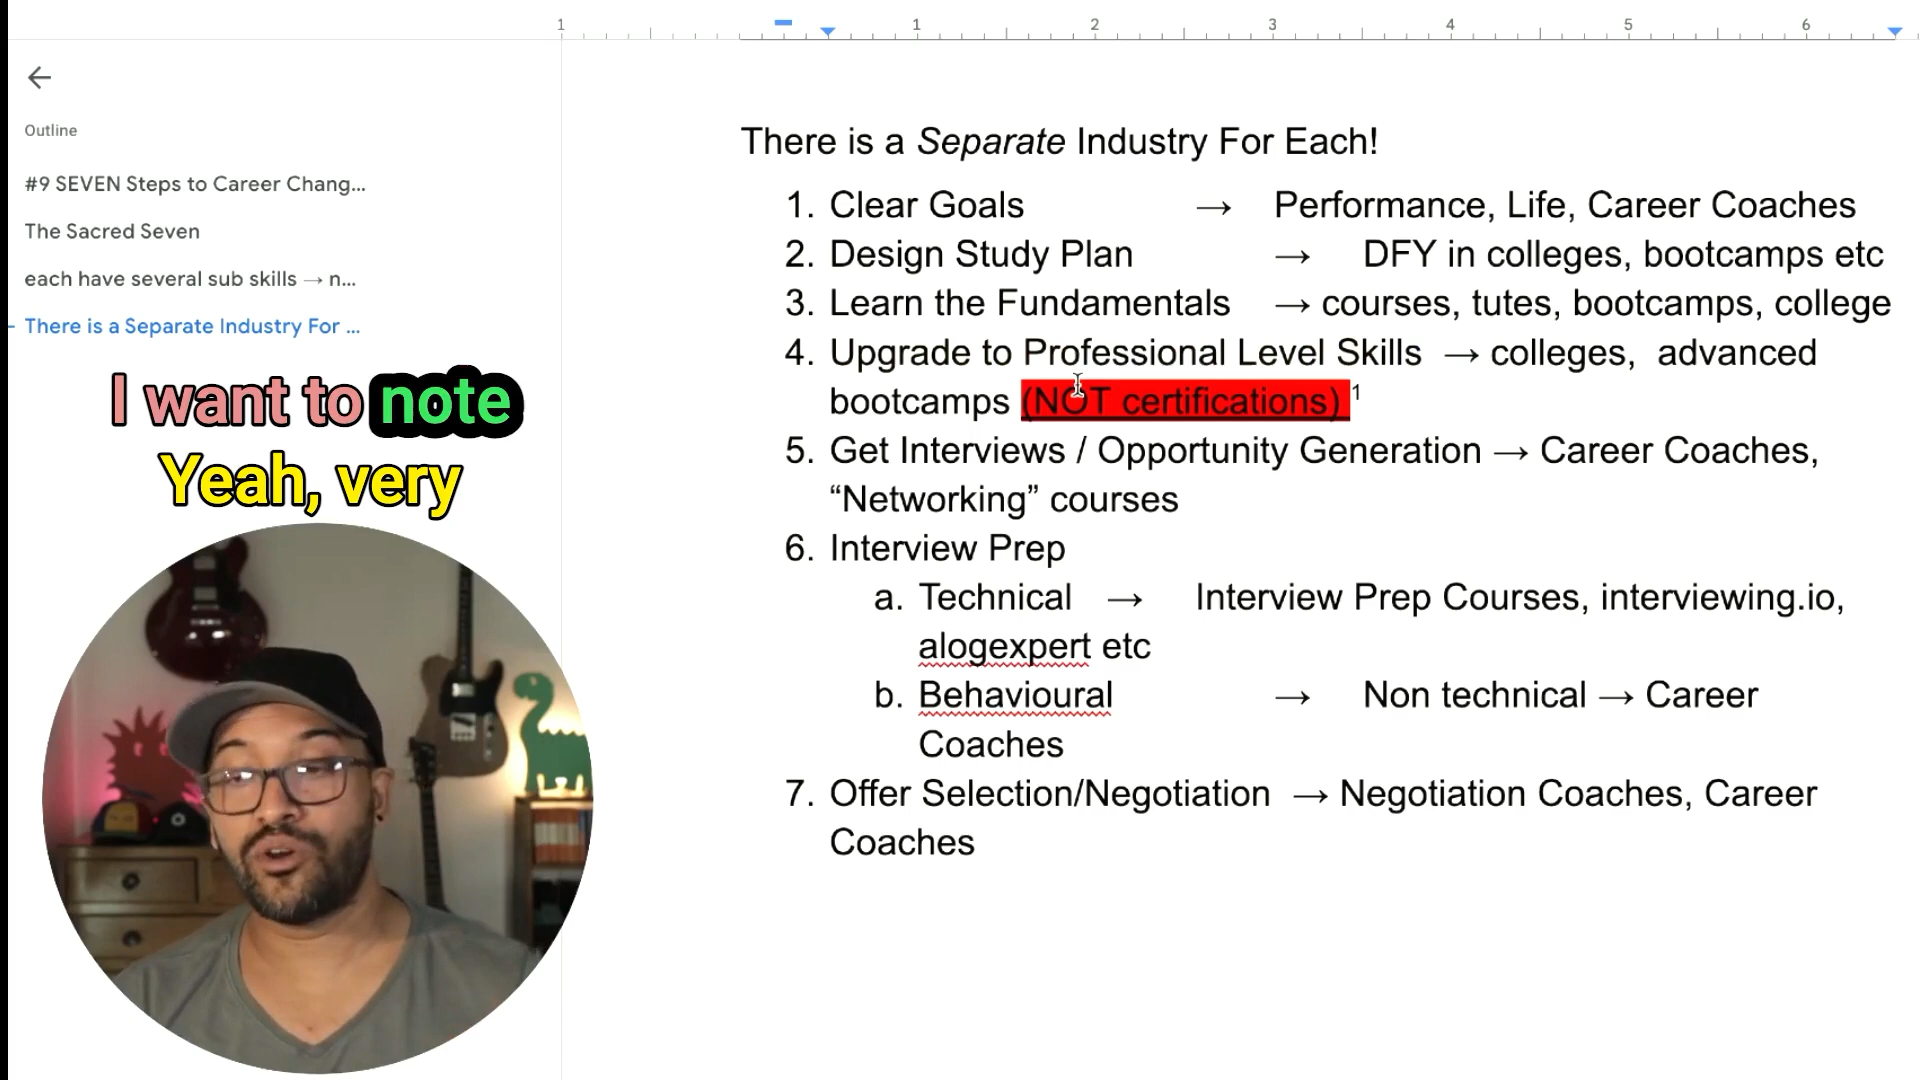 1 1 2 3 4 5 6
Outline
#9 SEVEN Steps to Career Chang...
The Sacred Seven
each have several sub skills → n...
There is a Separate Industry For ...
I want to note
Yeah, very
There is a Separate Industry For Each!
1. Clear Goals → Performance, Life, Career Coaches
2. Design Study Plan → DFY in colleges, bootcamps etc
3. Learn the Fundamentals → courses, tutes, bootcamps, college
4. Upgrade to Professional Level Skills → colleges, advanced
bootcamps (NOT certifications) 1
5. Get Interviews / Opportunity Generation → Career Coaches,
“Networking” courses
6. Interview Prep
a. Technical → Interview Prep Courses, interviewing.io,
alogexpert etc
b. Behavioural → Non technical → Career
Coaches
7. Offer Selection/Negotiation → Negotiation Coaches, Career
Coaches